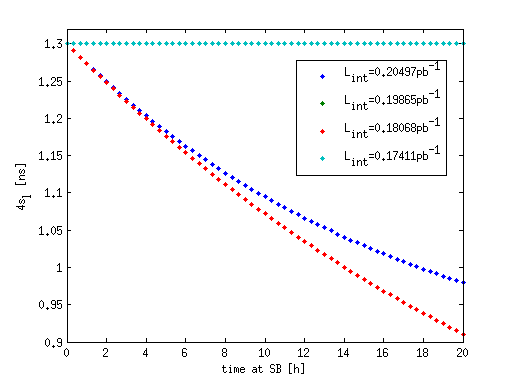 1.3
1.25
1.2
1.15
1.1
1.05
1
0.95
0.9
4s_l [ns]
L_int=0.20497pb^-1
L_int=0.19865pb^-1
L_int=0.18068pb^-1
L_int=0.17411pb^-1
0 2 4 6 8 10 12 14 16 18 20
time at SB [h]